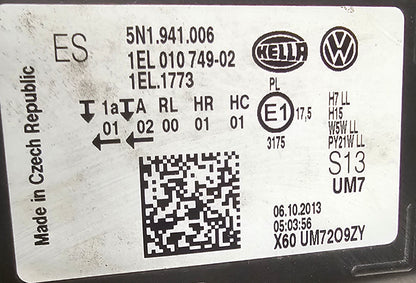 ES
5N1.941.006
1EL 010 749-02
1EL.1773
HELLA
VW
1a A RL HR HC
01 02 00 01 01
PL
E1 17,5
3175
H7 LL
H15
W5W LL
PY21W LL
S13
UM7
06.10.2013
05:03:56
X60 UM72O9ZY
Made in Czech Republic